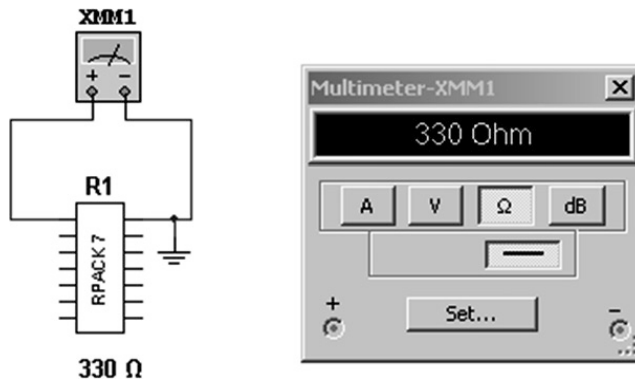 XMM1
+ −
R1
RPACK 7
330 Ω
Multimeter-XMM1
330 Ohm
A V Ω dB
+ Set... −